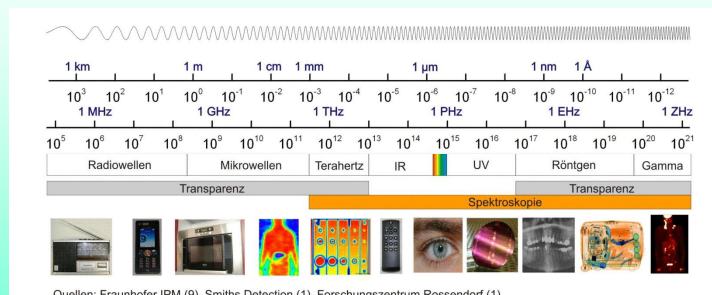 1 km 1 m 1 cm 1 mm 1 µm 1 nm 1 Å
10³ 10² 10¹ 10⁰ 10⁻¹ 10⁻² 10⁻³ 10⁻⁴ 10⁻⁵ 10⁻⁶ 10⁻⁷ 10⁻⁸ 10⁻⁹ 10⁻¹⁰ 10⁻¹¹ 10⁻¹²
1 MHz 1 GHz 1 THz 1 PHz 1 EHz 1 ZHz
10⁵ 10⁶ 10⁷ 10⁸ 10⁹ 10¹⁰ 10¹¹ 10¹² 10¹³ 10¹⁴ 10¹⁵ 10¹⁶ 10¹⁷ 10¹⁸ 10¹⁹ 10²⁰ 10²¹
Radiowellen Mikrowellen Terahertz IR UV Röntgen Gamma
Transparenz Transparenz
Spektroskopie
Quellen: Fraunhofer IPM (9), Smiths Detection (1), Forschungszentrum Rossendorf (1)